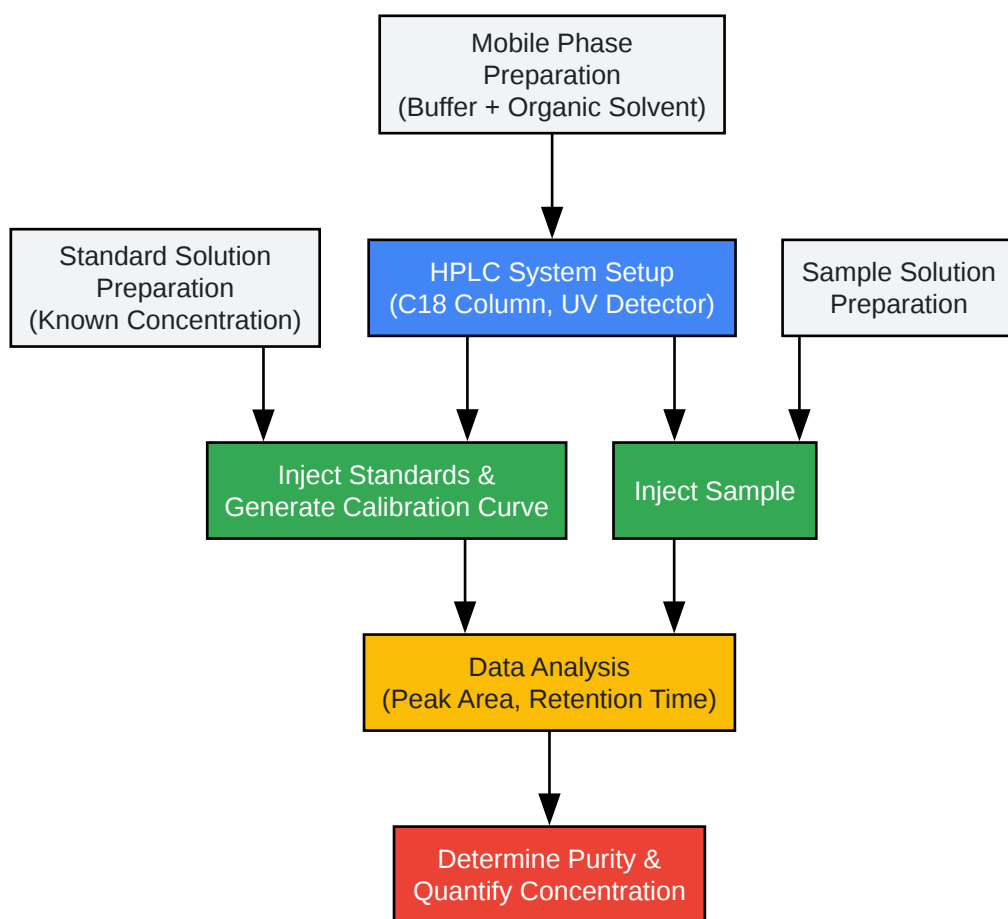 Mobile Phase
Preparation
(Buffer + Organic Solvent)
Standard Solution
Preparation
(Known Concentration)
HPLC System Setup
(C18 Column, UV Detector)
Sample Solution
Preparation
Inject Standards &
Generate Calibration Curve
Inject Sample
Data Analysis
(Peak Area, Retention Time)
Determine Purity &
Quantify Concentration